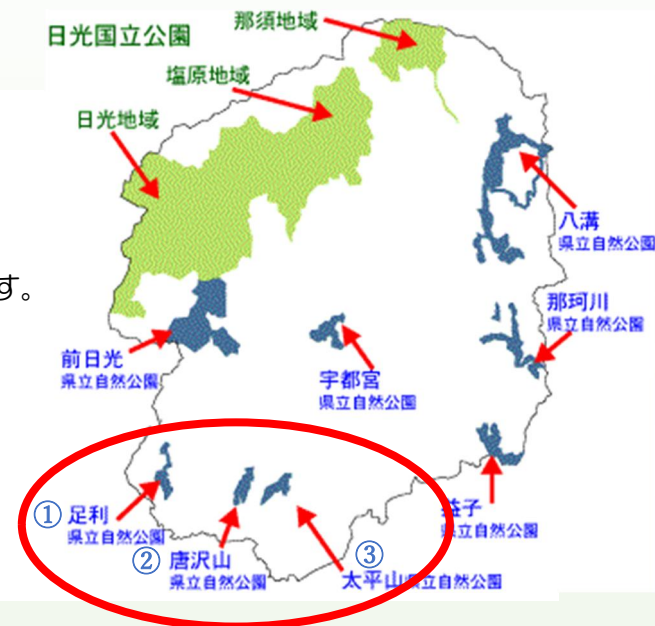 日光国立公園
那須地域
塩原地域
日光地域
八溝
県立自然公園
す。
那珂川
県立自然公園
前日光
県立自然公園
宇都宮
県立自然公園
益子
県立自然公園
① 足利
県立自然公園
② 唐沢山
県立自然公園
③
太平山県立自然公園